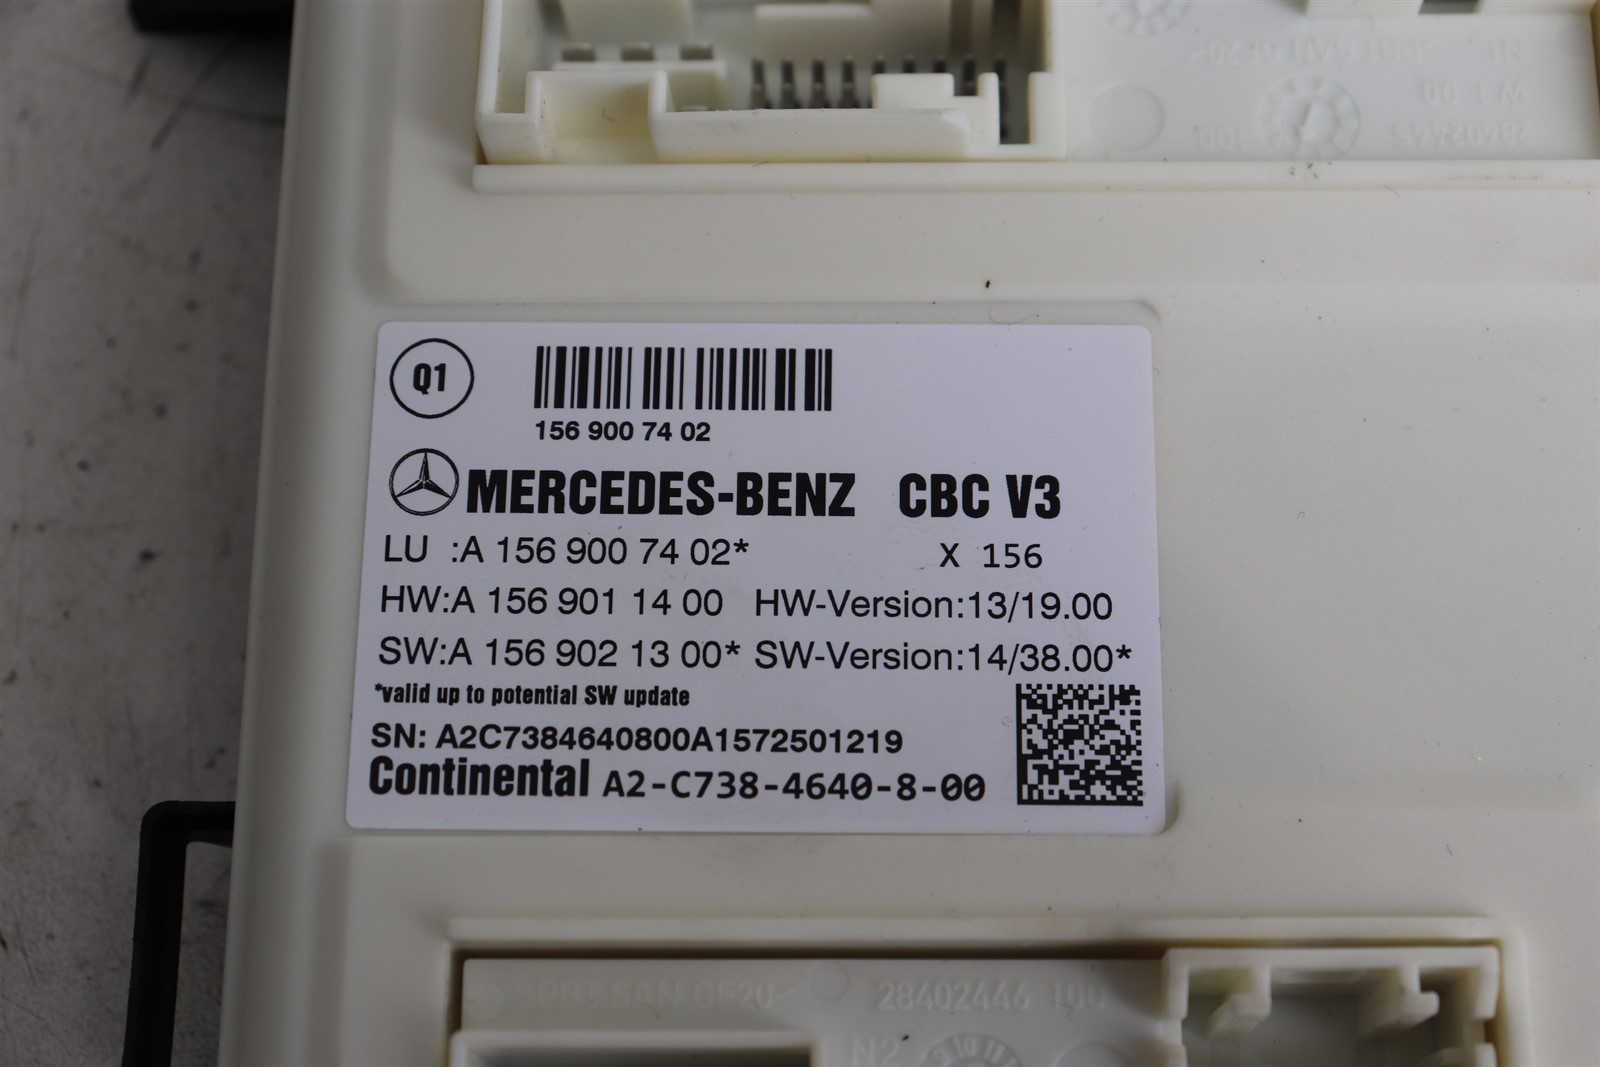 Q1
156 900 74 02
MERCEDES-BENZ CBC V3
LU :A 156 900 74 02* X 156
HW:A 156 901 14 00 HW-Version:13/19.00
SW:A 156 902 13 00* SW-Version:14/38.00*
*valid up to potential SW update
SN: A2C7384640800A1572501219
Continental A2-C738-4640-8-00
28402446 100
N2